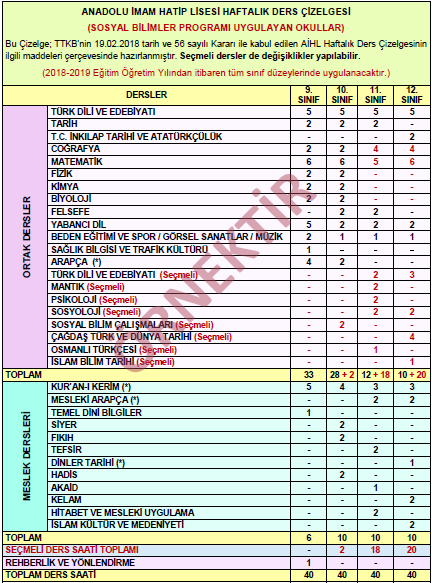 ANADOLU İMAM HATİP LİSESİ HAFTALIK DERS ÇİZELGESİ
(SOSYAL BİLİMLER PROGRAMI UYGULAYAN OKULLAR)
Bu Çizelge; TTKB'nin 19.02.2018 tarih ve 56 sayılı Kararı ile kabul edilen AİHL Haftalık Ders Çizelgesinin
ilgili maddeleri çerçevesinde hazırlanmıştır. Seçmeli dersler de değişiklikler yapılabilir.
(2018-2019 Eğitim Öğretim Yılından itibaren tüm sınıf düzeylerinde uygulanacaktır.)
DERSLER 9. SINIF 10. SINIF 11. SINIF 12. SINIF
ORTAK DERSLER
TÜRK DİLİ VE EDEBİYATI 5 5 5 5
TARİH 2 2 2 -
T.C. İNKILAP TARİHİ VE ATATÜRKÇÜLÜK - - - 2
COĞRAFYA 2 2 4 4
MATEMATİK 6 6 5 6
FİZİK 2 2 - -
KİMYA 2 2 - -
BİYOLOJİ 2 2 - -
FELSEFE - 2 2 -
YABANCI DİL 5 2 2 2
BEDEN EĞİTİMİ VE SPOR / GÖRSEL SANATLAR / MÜZİK 2 1 1 1
SAĞLIK BİLGİSİ VE TRAFİK KÜLTÜRÜ 1 - - -
ARAPÇA (*) 4 2 - -
TÜRK DİLİ VE EDEBİYATI (Seçmeli) - - 2 3
MANTIK (Seçmeli) - - 2 -
PSİKOLOJİ (Seçmeli) - - 2 -
SOSYOLOJİ (Seçmeli) - - 2 2
SOSYAL BİLİM ÇALIŞMALARI (Seçmeli) - 2 - -
ÇAĞDAŞ TÜRK VE DÜNYA TARİHİ (Seçmeli) - - - 4
OSMANLI TÜRKÇESİ (Seçmeli) - - 1 -
İSLAM BİLİM TARİHİ (Seçmeli) - - - 1
TOPLAM 33 28 + 2 12 + 18 10 + 20
MESLEK DERSLERİ
KUR'AN-I KERİM (*) 5 4 3 3
MESLEKİ ARAPÇA (*) - - 2 2
TEMEL DİNİ BİLGİLER 1 - - -
SİYER - 2 - -
FIKIH - 2 - -
TEFSİR - - 2 -
DİNLER TARİHİ (*) - - - 1
HADİS - 2 - -
AKAİD - - 1 -
KELAM - - - 2
HİTABET VE MESLEKİ UYGULAMA - - 2 -
İSLAM KÜLTÜR VE MEDENİYETİ - - - 2
TOPLAM 6 10 10 10
SEÇMELİ DERS SAATİ TOPLAMI - 2 18 20
REHBERLİK VE YÖNLENDİRME 1 - - -
TOPLAM DERS SAATİ 40 40 40 40
ÖRNEKTİR